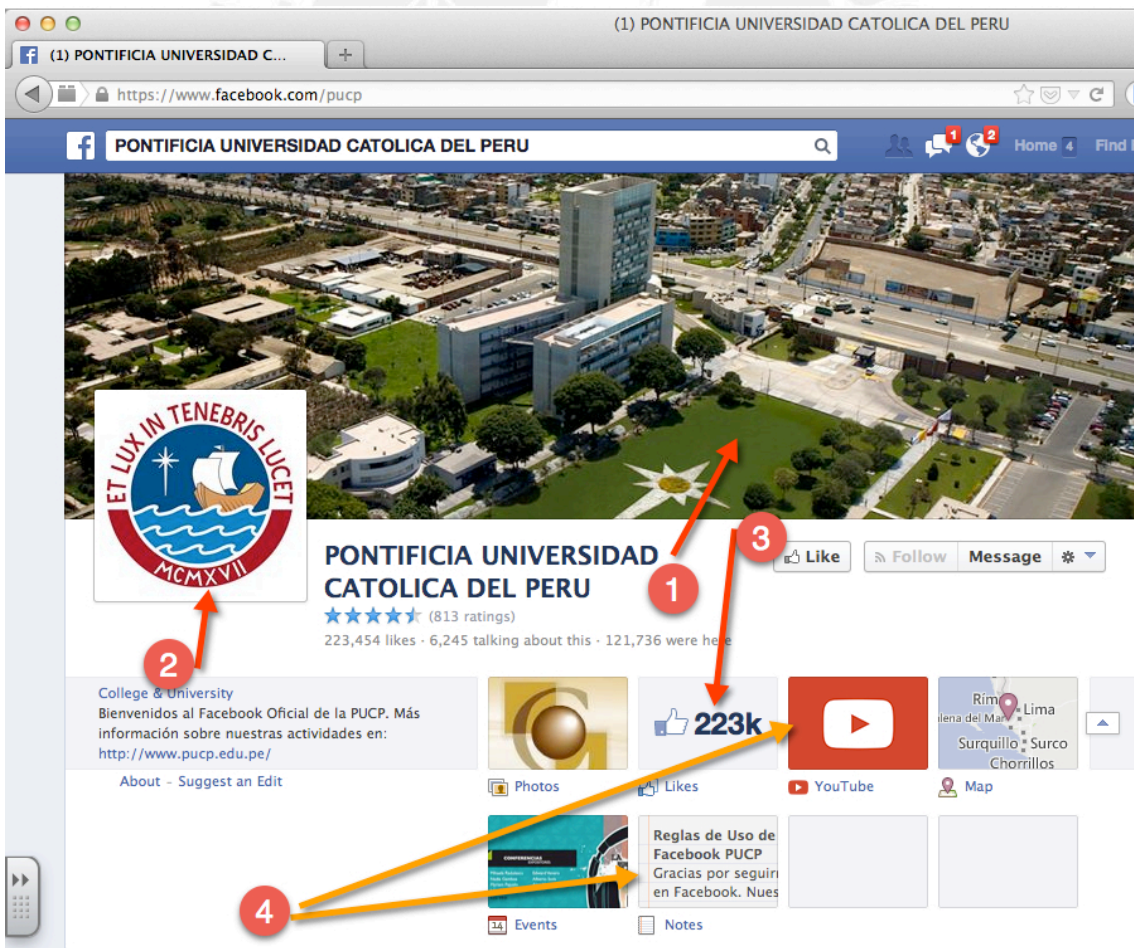 (1) PONTIFICIA UNIVERSIDAD CATOLICA DEL PERU
(1) PONTIFICIA UNIVERSIDAD C...
https://www.facebook.com/pucp
PONTIFICIA UNIVERSIDAD CATOLICA DEL PERU
1
2
Home 4
Find
ET LUX IN TENEBRIS LUCET
MCMXVII
3
PONTIFICIA UNIVERSIDAD
CATOLICA DEL PERU
1
Like
Follow
Message
(813 ratings)
223,454 likes · 6,245 talking about this · 121,736 were here
2
College & University
Bienvenidos al Facebook Oficial de la PUCP. Más
información sobre nuestras actividades en:
http://www.pucp.edu.pe/
About – Suggest an Edit
223k
Lima
Surquillo
Surco
Chorrillos
Photos
Likes
YouTube
Map
CONFERENCIAS
LA
Reglas de Uso de
Facebook PUCP
Gracias por seguirn
en Facebook. Nues
4
14
Events
Notes